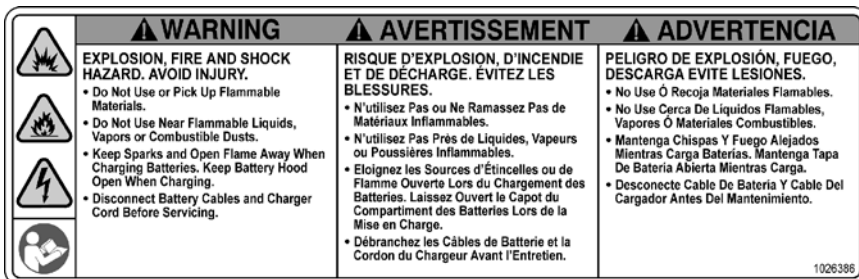 WARNING
EXPLOSION, FIRE AND SHOCK
HAZARD. AVOID INJURY.
• Do Not Use or Pick Up Flammable
Materials.
• Do Not Use Near Flammable Liquids,
Vapors or Combustible Dusts.
• Keep Sparks and Open Flame Away When
Charging Batteries. Keep Battery Hood
Open When Charging.
• Disconnect Battery Cables and Charger
Cord Before Servicing.
AVERTISSEMENT
RISQUE D'EXPLOSION, D'INCENDIE
ET DE DÉCHARGE. ÉVITEZ LES
BLESSURES.
• N'utilisez Pas ou Ne Ramassez Pas de
Matériaux Inflammables.
• N'utilisez Pas Près de Liquides, Vapeurs
ou Poussières Inflammables.
• Eloignez les Sources d'Étincelles ou de
Flamme Ouverte Lors du Chargement des
Batteries. Laissez Ouvert le Capot du
Compartiment des Batteries Lors de la
Mise en Charge.
• Débranchez les Câbles de Batterie et la
Cordon du Chargeur Avant l'Entretien.
ADVERTENCIA
PELIGRO DE EXPLOSIÓN, FUEGO,
DESCARGA EVITE LESIONES.
• No Use Ó Recoja Materiales Flamables.
• No Use Cerca De Líquidos Flamables,
Vapores Ó Materiales Combustibles.
• Mantenga Chispas Y Fuego Alejados
Mientras Carga Baterías. Mantenga Tapa
De Batería Abierta Mientras Carga.
• Desconecte Cable De Batería Y Cable Del
Cargador Antes Del Mantenimiento.
1026386